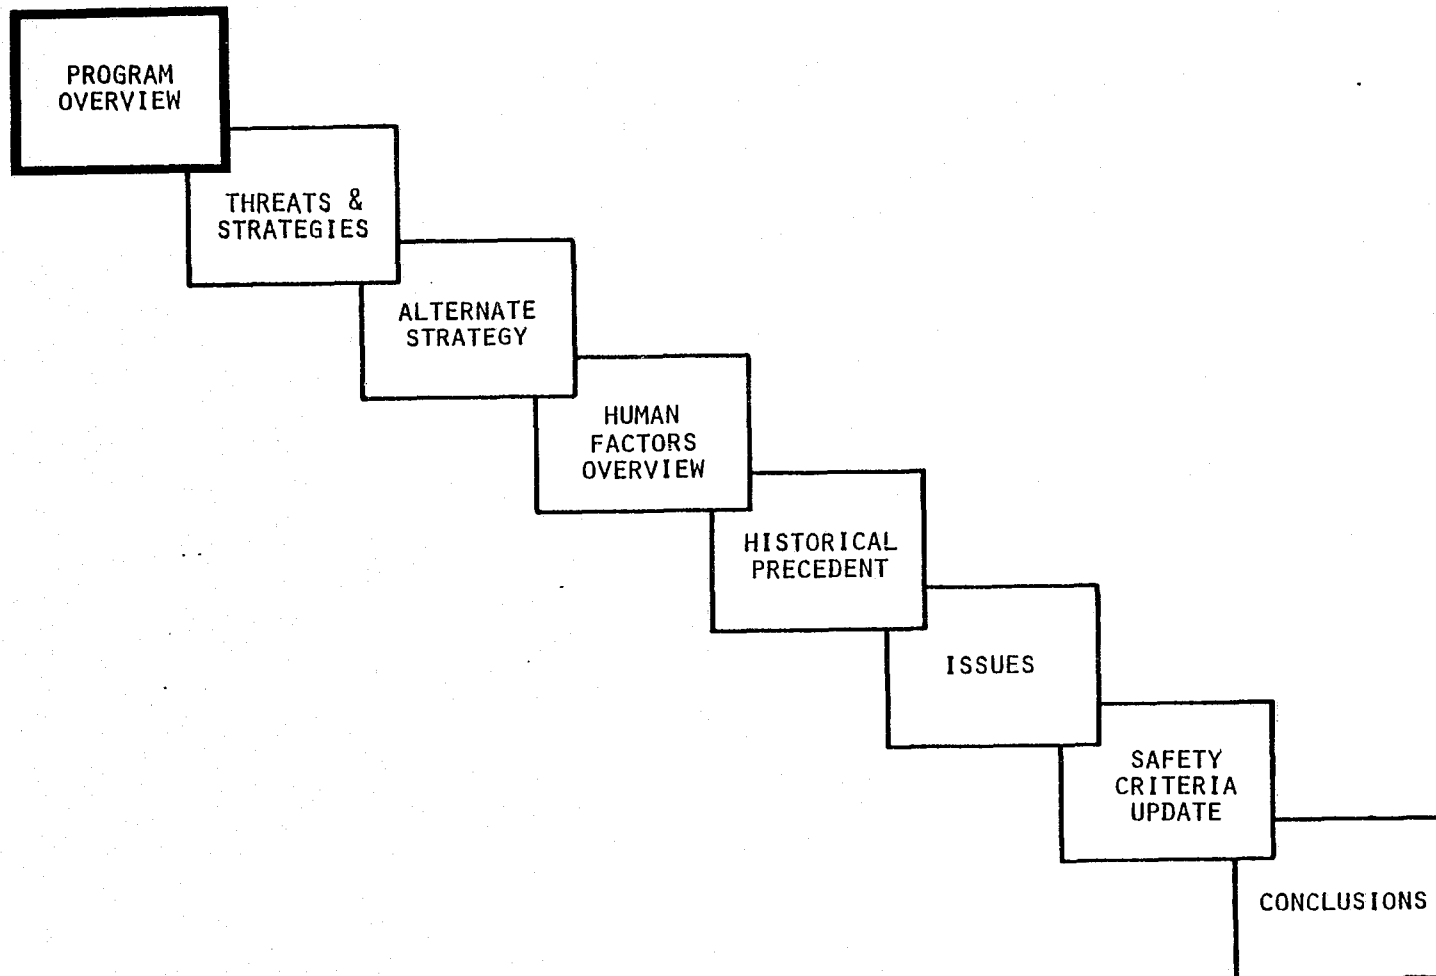 PROGRAM
OVERVIEW
THREATS &
STRATEGIES
ALTERNATE
STRATEGY
HUMAN
FACTORS
OVERVIEW
HISTORICAL
PRECEDENT
ISSUES
SAFETY
CRITERIA
UPDATE
CONCLUSIONS